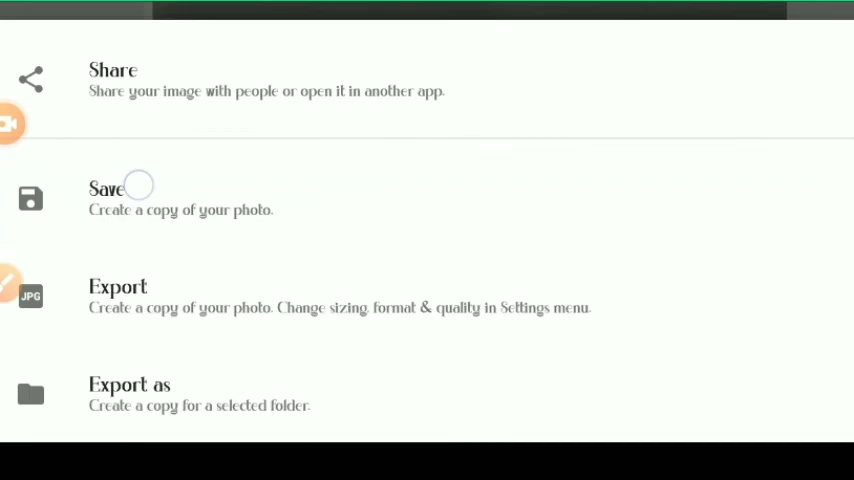 Share
Share your image with people or open it in another app.
Save
Create a copy of your photo.
JPG
Export
Create a copy of your photo. Change sizing, format & quality in Settings menu.
Export as
Create a copy for a selected folder.